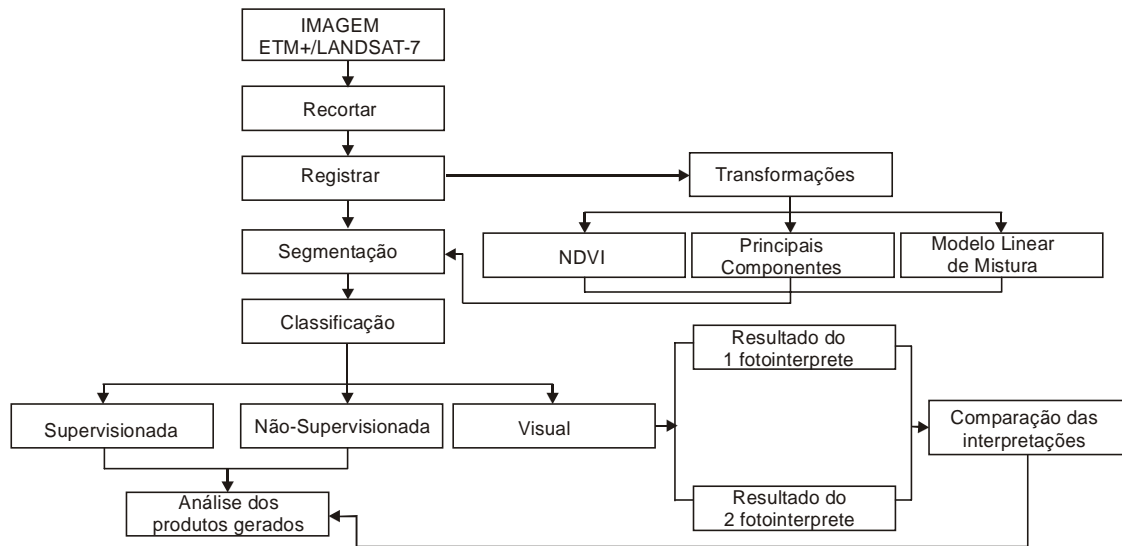 IMAGEM
ETM+/LANDSAT-7
Recortar
Registrar
Transformações
Segmentação
NDVI
Principais
Componentes
Modelo Linear
de Mistura
Classificação
Resultado do
1 fotointerprete
Supervisionada
Não-Supervisionada
Visual
Comparação das
interpretações
Análise dos
produtos gerados
Resultado do
2 fotointerprete